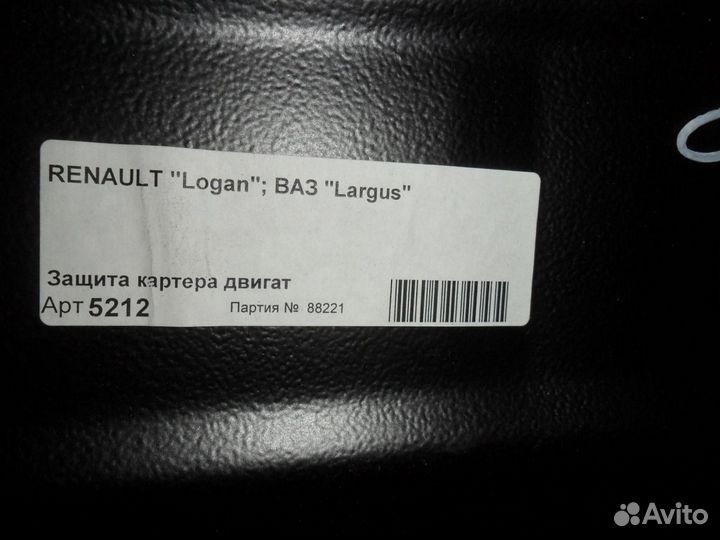 RENAULT "Logan"; ВАЗ "Largus"
Защита картера двигат
Арт 5212 Партия № 88221
Avito